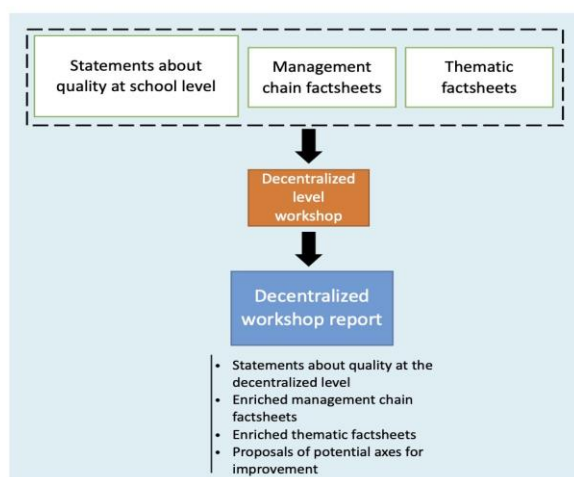 Statements about
quality at school level
Management
chain factsheets
Thematic
factsheets
Decentralized
level
workshop
Decentralized
workshop report
• Statements about quality at the
decentralized level
• Enriched management chain
factsheets
• Enriched thematic factsheets
• Proposals of potential axes for
improvement